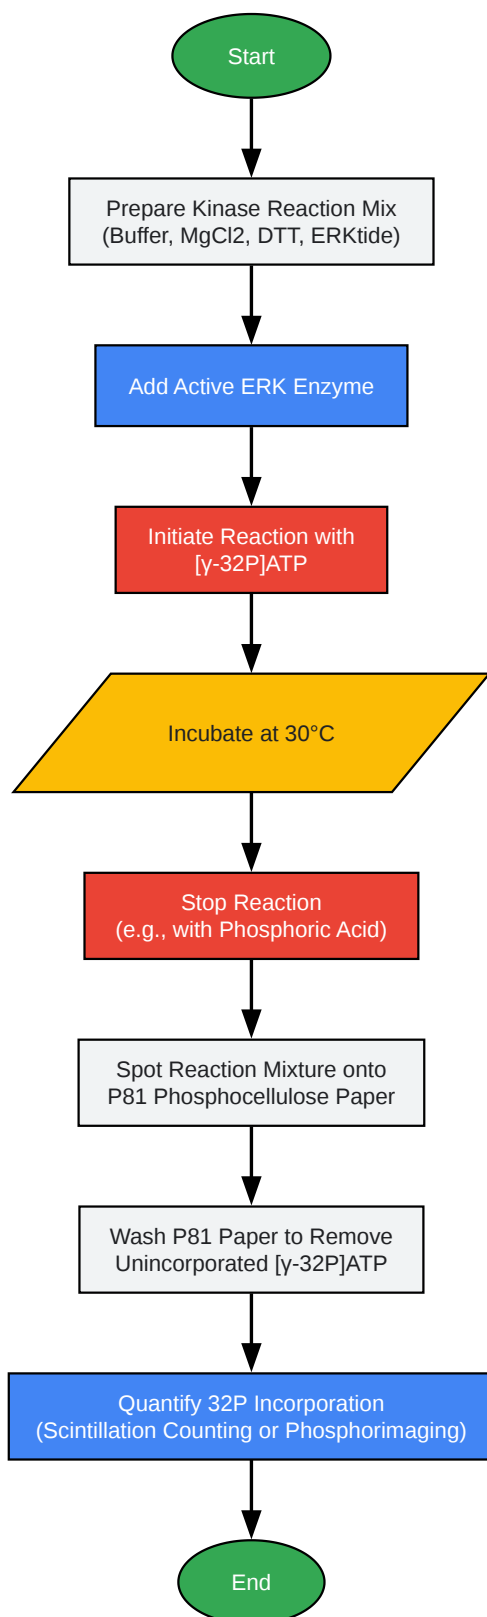 Start
Prepare Kinase Reaction Mix
(Buffer, MgCl2, DTT, ERKtide)
Add Active ERK Enzyme
Initiate Reaction with
[γ-32P]ATP
Incubate at 30°C
Stop Reaction
(e.g., with Phosphoric Acid)
Spot Reaction Mixture onto
P81 Phosphocellulose Paper
Wash P81 Paper to Remove
Unincorporated [γ-32P]ATP
Quantify 32P Incorporation
(Scintillation Counting or Phosphorimaging)
End